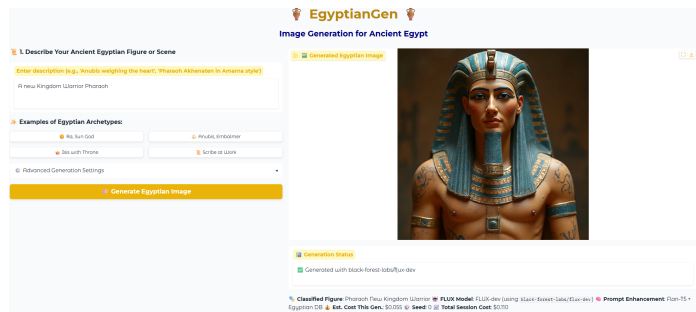 EgyptianGen
Image Generation for Ancient Egypt
1. Describe Your Ancient Egyptian Figure or Scene
Enter description (e.g., 'Anubis weighing the heart', 'Pharaoh Akhenaten in Amarna style')
A new Kingdom Warrior Pharaoh
Examples of Egyptian Archetypes:
Ra, Sun God
Anubis, Embalmer
Isis with Throne
Scribe at Work
Advanced Generation Settings
Generate Egyptian Image
Generated Egyptian Image
Generation Status
Generated with black-forest-labs/flux-dev
Classified Figure: Pharaoh New Kingdom Warrior FLUX Model: FLUX-dev (using black-forest-labs/flux-dev) Prompt Enhancement: Flan-T5 +
Egyptian DB Est. Cost This Gen.: $0.055 Seed: 0 Total Session Cost: $0.110